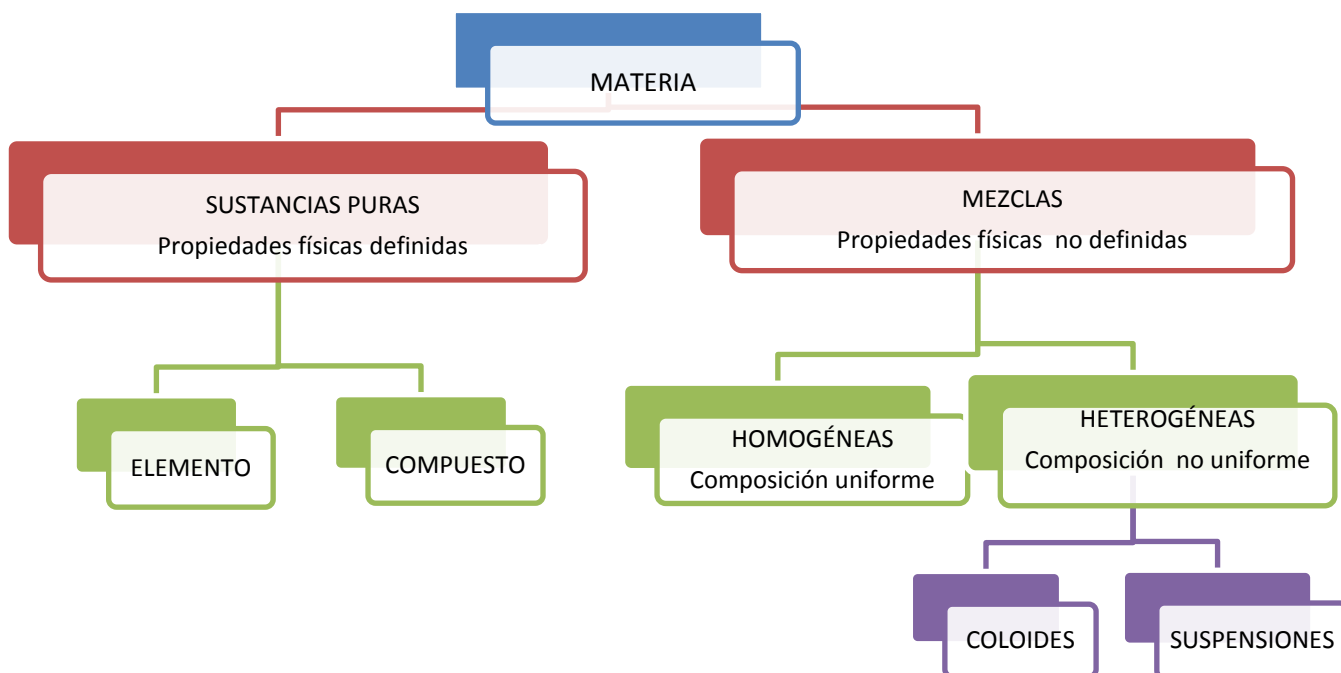 MATERIA
SUSTANCIAS PURAS
Propiedades físicas definidas
MEZCLAS
Propiedades físicas no definidas
ELEMENTO
COMPUESTO
HOMOGÉNEAS
Composición uniforme
HETEROGÉNEAS
Composición no uniforme
COLOIDES
SUSPENSIONES